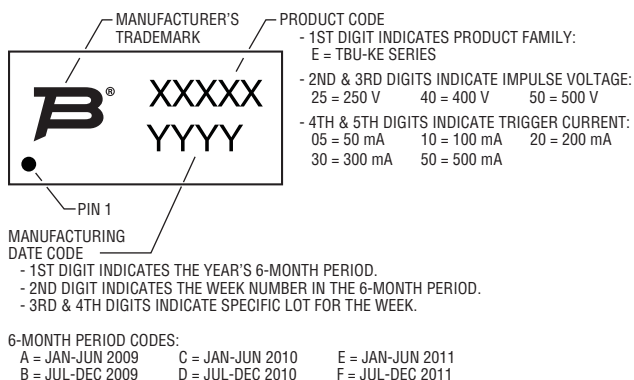 MANUFACTURER'S
TRADEMARK
PRODUCT CODE
- 1ST DIGIT INDICATES PRODUCT FAMILY:
E = TBU-KE SERIES
- 2ND & 3RD DIGITS INDICATE IMPULSE VOLTAGE:
25 = 250 V 40 = 400 V 50 = 500 V
- 4TH & 5TH DIGITS INDICATE TRIGGER CURRENT:
05 = 50 mA 10 = 100 mA 20 = 200 mA
30 = 300 mA 50 = 500 mA
B®
XXXXX
YYYY
PIN 1
MANUFACTURING
DATE CODE
- 1ST DIGIT INDICATES THE YEAR'S 6-MONTH PERIOD.
- 2ND DIGIT INDICATES THE WEEK NUMBER IN THE 6-MONTH PERIOD.
- 3RD & 4TH DIGITS INDICATE SPECIFIC LOT FOR THE WEEK.
6-MONTH PERIOD CODES:
A = JAN-JUN 2009 C = JAN-JUN 2010 E = JAN-JUN 2011
B = JUL-DEC 2009 D = JUL-DEC 2010 F = JUL-DEC 2011